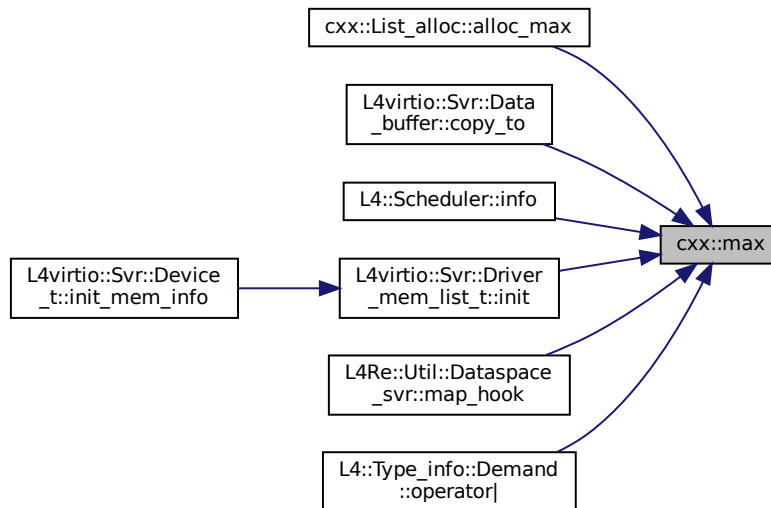 cxx::List_alloc::alloc_max
L4virtio::Svr::Data
_buffer::copy_to
L4::Scheduler::info
cxx::max
L4virtio::Svr::Device
_t::init_mem_info
L4virtio::Svr::Driver
_mem_list_t::init
L4Re::Util::Dataspace
_svr::map_hook
L4::Type_info::Demand
::operator|